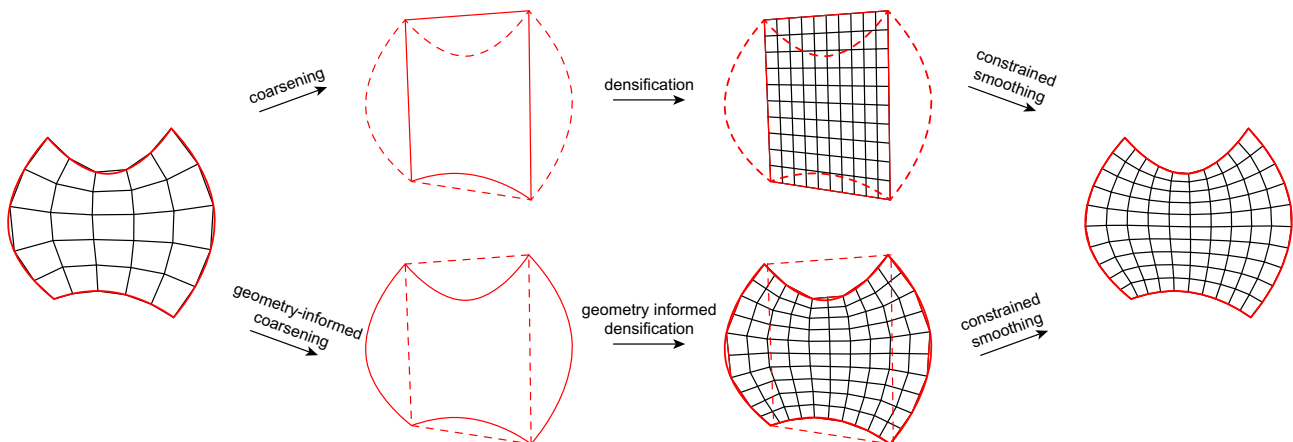 coarsening
densification
constrained
smoothing
geometry-informed
coarsening
geometry informed
densification
constrained
smoothing